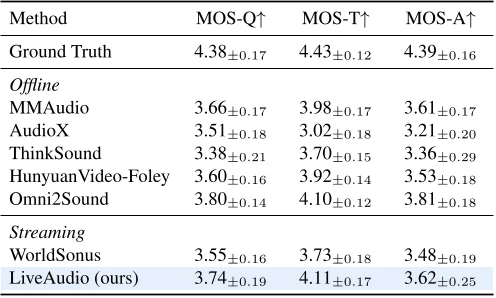 Method MOS-Q↑ MOS-T↑ MOS-A↑
Ground Truth 4.38±0.17 4.43±0.12 4.39±0.16
Offline
MMAudio 3.66±0.17 3.98±0.17 3.61±0.17
AudioX 3.51±0.18 3.02±0.18 3.21±0.20
ThinkSound 3.38±0.21 3.70±0.15 3.36±0.29
HunyuanVideo-Foley 3.60±0.16 3.92±0.14 3.53±0.18
Omni2Sound 3.80±0.14 4.10±0.12 3.81±0.18
Streaming
WorldSonus 3.55±0.16 3.73±0.18 3.48±0.19
LiveAudio (ours) 3.74±0.19 4.11±0.17 3.62±0.25